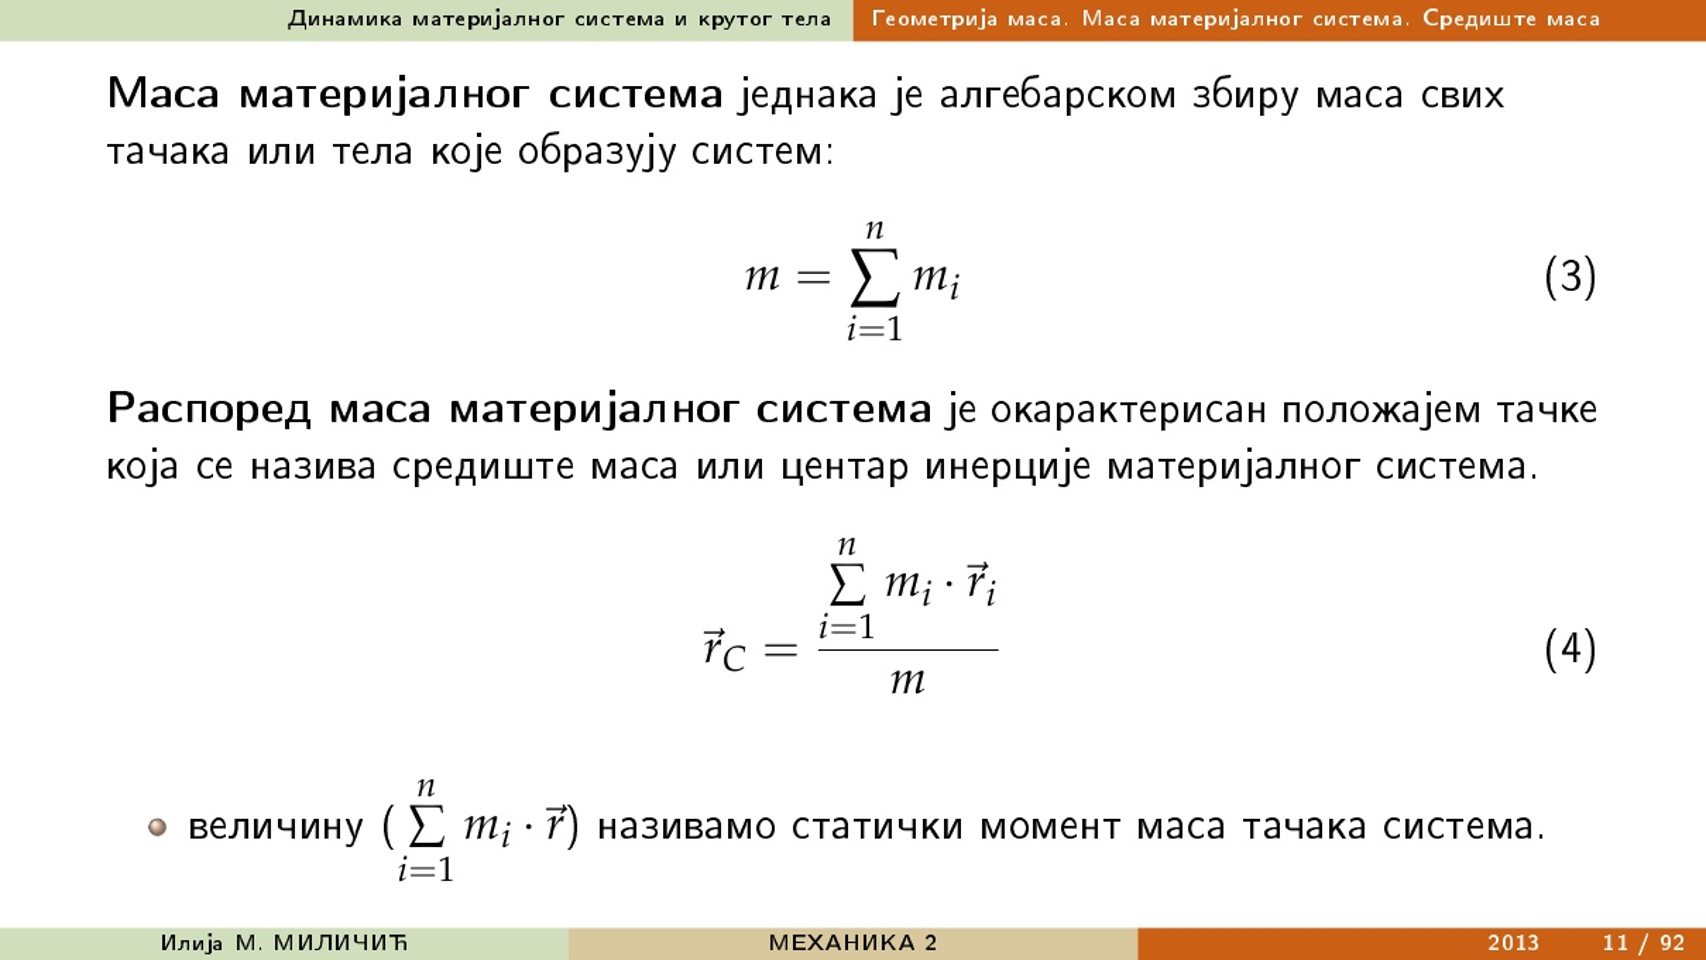 Динамика материјалног система и крутог тела Геометрија маса. Маса материјалног система. Средиште маса
Маса материјалног система једнака је алгебарском збиру маса свих
тачака или тела које образују систем:
m = \sum_{i=1}^{n} m_i (3)
Распоред маса материјалног система је окарактерисан положајем тачке
која се назива средиште маса или центар инерције материјалног система.
\vec{r}_C = \frac{\sum_{i=1}^{n} m_i \cdot \vec{r}_i}{m} (4)
величину (\sum_{i=1}^{n} m_i \cdot \vec{r}) називамо статички момент маса тачака система.
Илија М. МИЛИЧИЋ МЕХАНИКА 2 2013 11 / 92